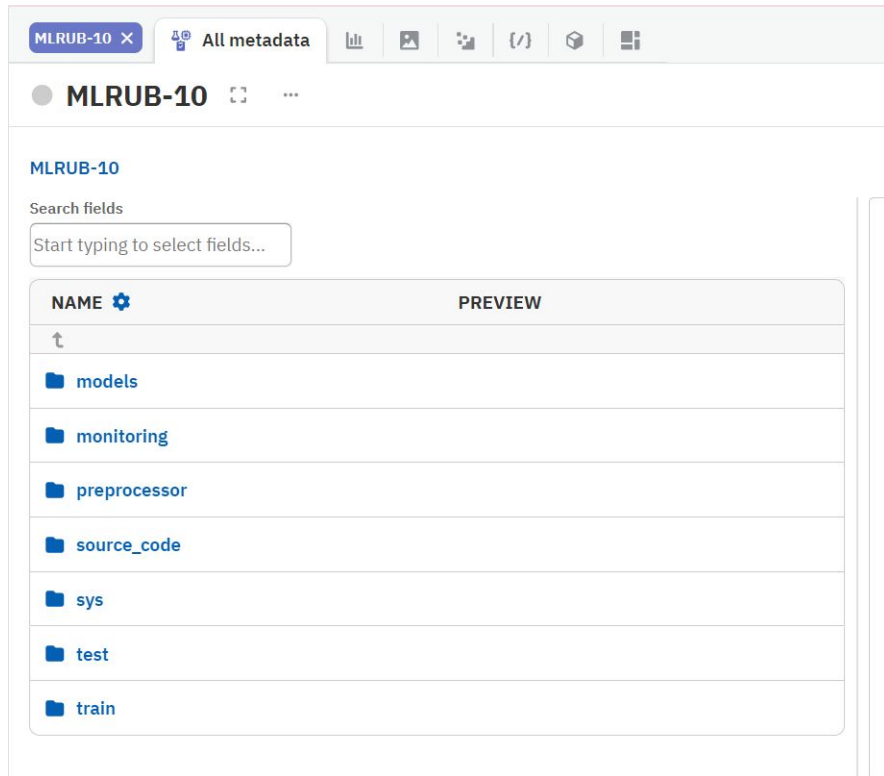 MLRUB-10 ×
All metadata
{/}
MLRUB-10 ...
MLRUB-10
Search fields
Start typing to select fields...
NAME PREVIEW
models
monitoring
preprocessor
source_code
sys
test
train